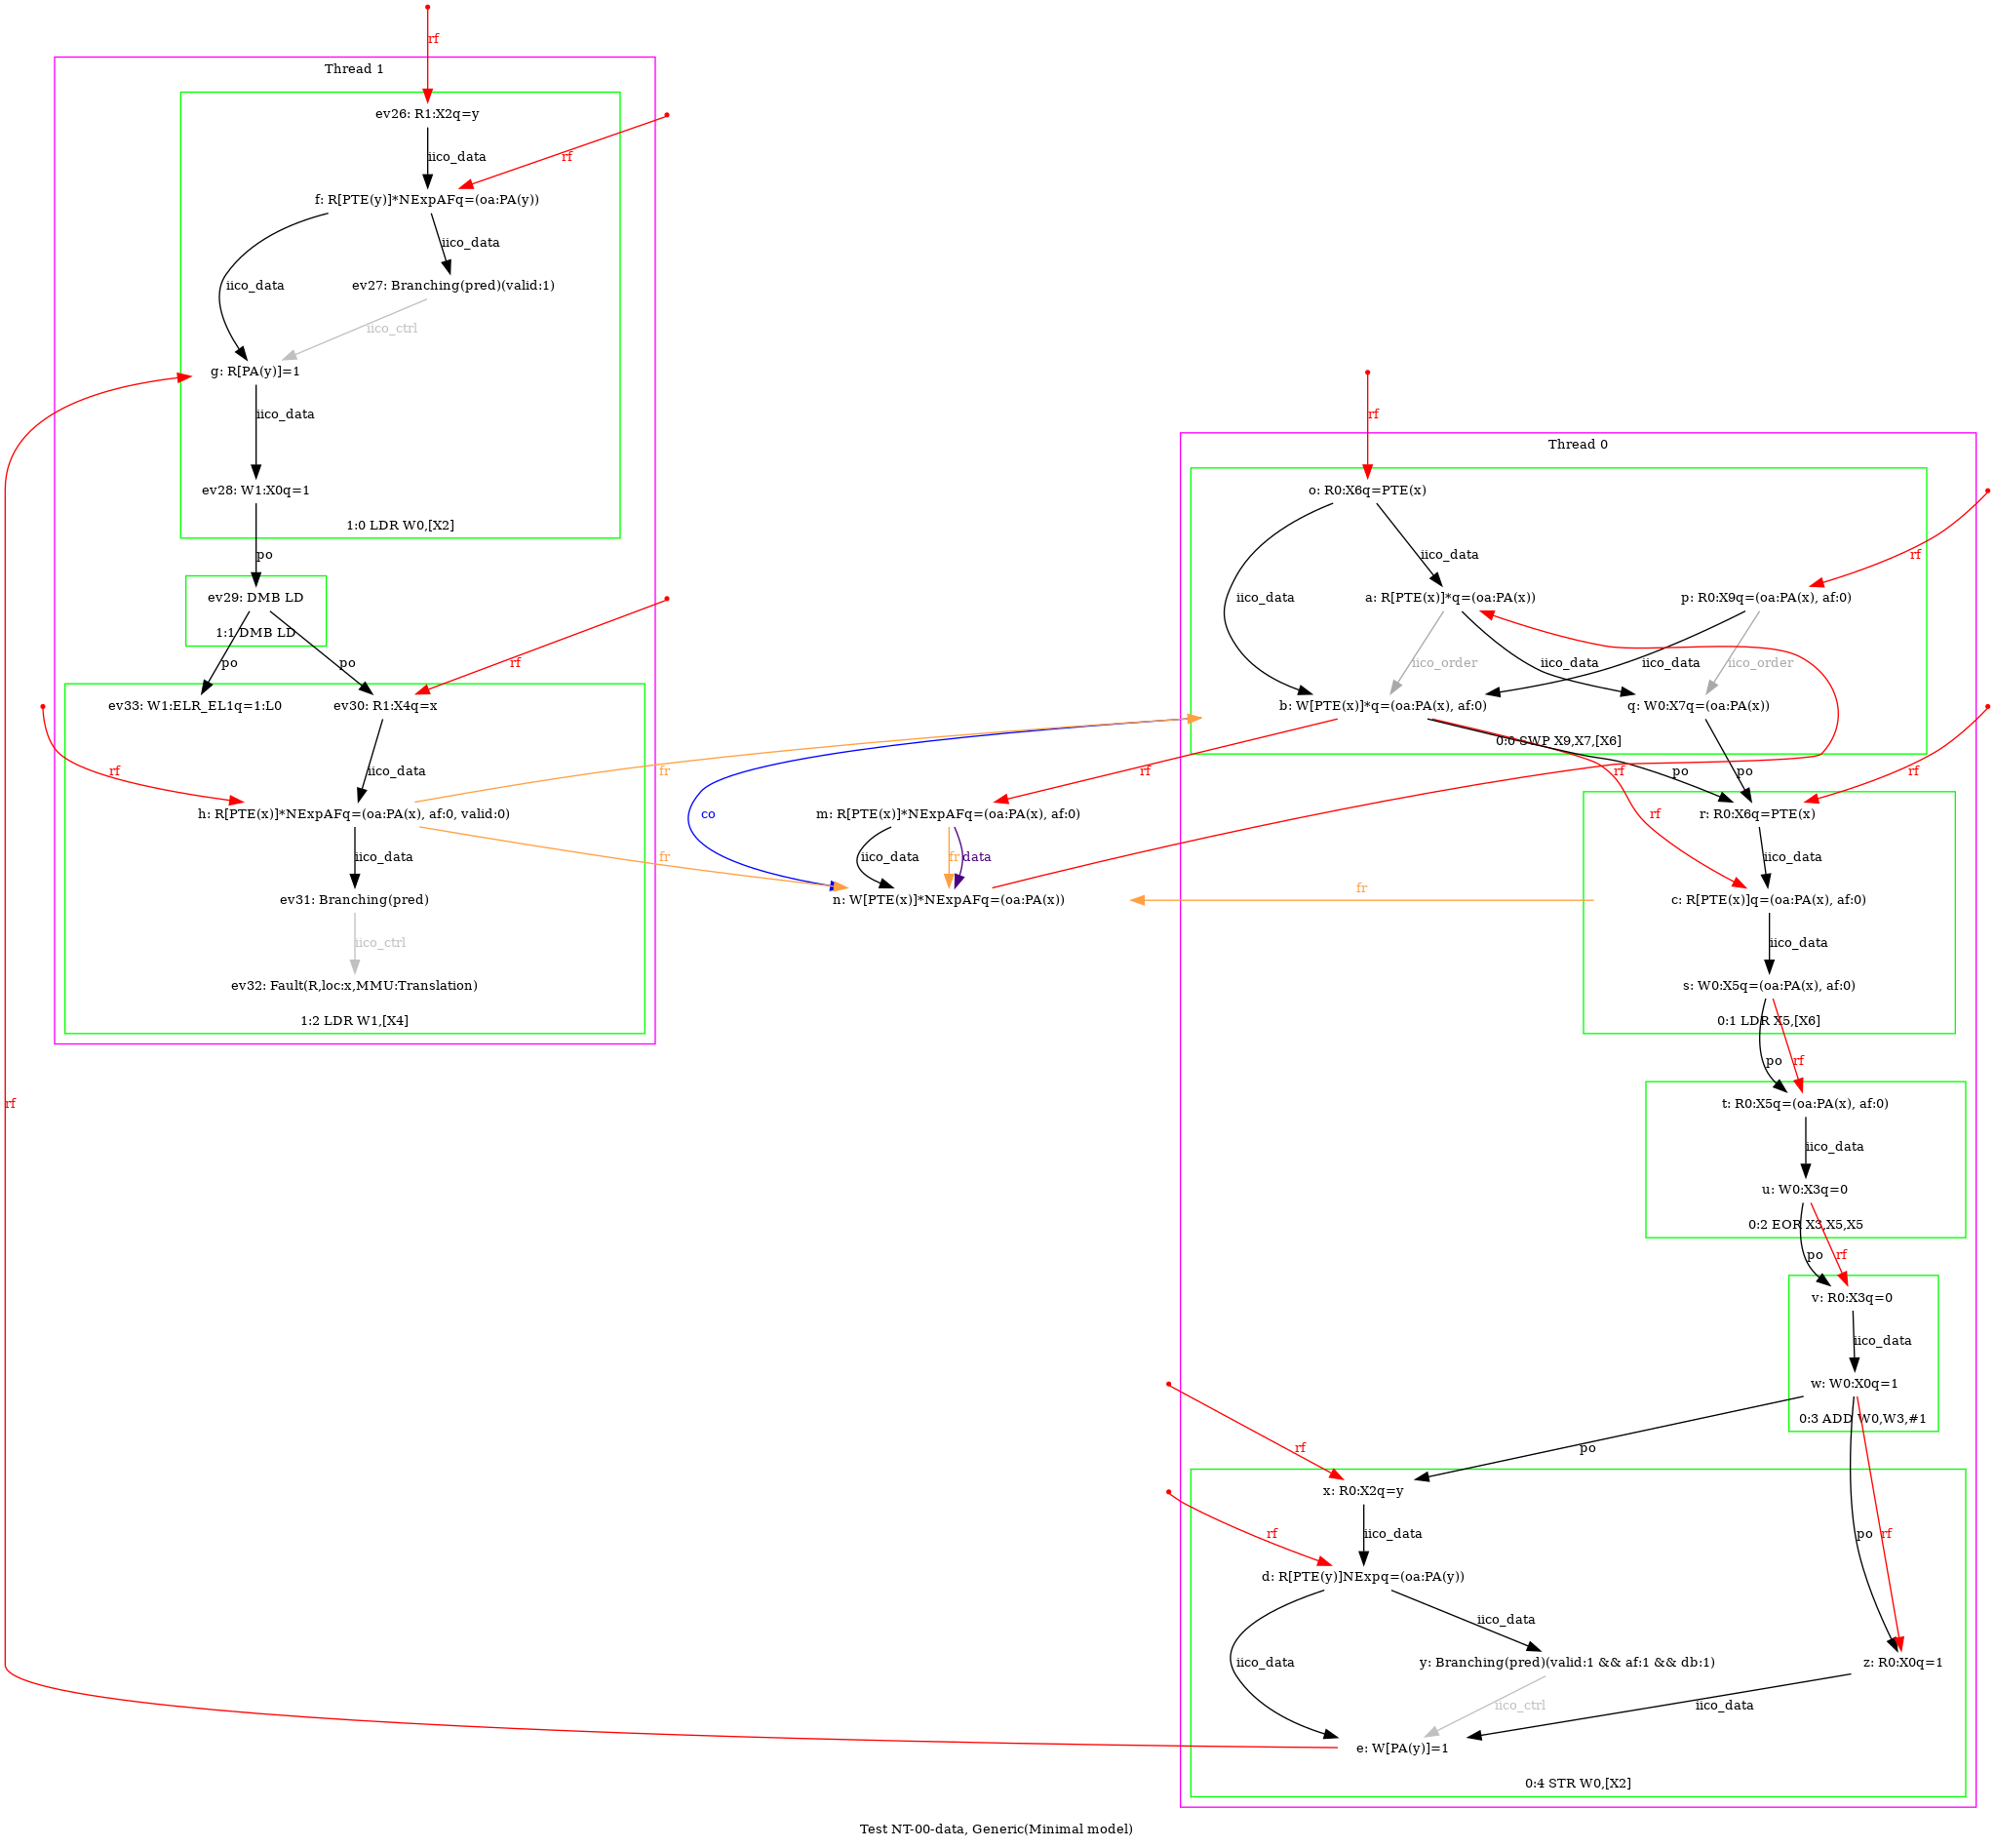 rf
Thread 1
ev26: R1:X2q=y
iico_data
rf
f: R[PTE(y)]*NExpAFq=(oa:PA(y))
iico_data
iico_data
ev27: Branching(pred)(valid:1)
iico_ctrl
g: R[PA(y)]=1
iico_data
ev28: W1:X0q=1
1:0 LDR W0,[X2]
po
ev29: DMB LD
1:1 DMB LD
po
po
rf
ev33: W1:ELR_EL1q=1:L0
ev30: R1:X4q=x
rf
iico_data
fr
h: R[PTE(x)]*NExpAFq=(oa:PA(x), af:0, valid:0)
iico_data
fr
ev31: Branching(pred)
iico_ctrl
ev32: Fault(R,loc:x,MMU:Translation)
1:2 LDR W1,[X4]
rf
co
rf
m: R[PTE(x)]*NExpAFq=(oa:PA(x), af:0)
iico_data
fr
data
n: W[PTE(x)]*NExpAFq=(oa:PA(x))
fr
rf
Thread 0
o: R0:X6q=PTE(x)
iico_data
iico_data
rf
a: R[PTE(x)]*q=(oa:PA(x))
p: R0:X9q=(oa:PA(x), af:0)
iico_order
iico_data
iico_data
iico_order
b: W[PTE(x)]*q=(oa:PA(x), af:0)
q: W0:X7q=(oa:PA(x))
0:0 SWP X9,X7,[X6]
rf
po
po
rf
r: R0:X6q=PTE(x)
rf
iico_data
c: R[PTE(x)]q=(oa:PA(x), af:0)
iico_data
s: W0:X5q=(oa:PA(x), af:0)
0:1 LDR X5,[X6]
po
rf
t: R0:X5q=(oa:PA(x), af:0)
iico_data
u: W0:X3q=0
0:2 EOR X3,X5,X5
po
rf
v: R0:X3q=0
iico_data
w: W0:X0q=1
0:3 ADD W0,W3,#1
rf
po
x: R0:X2q=y
rf
iico_data
po
rf
d: R[PTE(y)]NExpq=(oa:PA(y))
iico_data
iico_data
y: Branching(pred)(valid:1 && af:1 && db:1)
z: R0:X0q=1
iico_ctrl
iico_data
e: W[PA(y)]=1
0:4 STR W0,[X2]
Test NT-00-data, Generic(Minimal model)